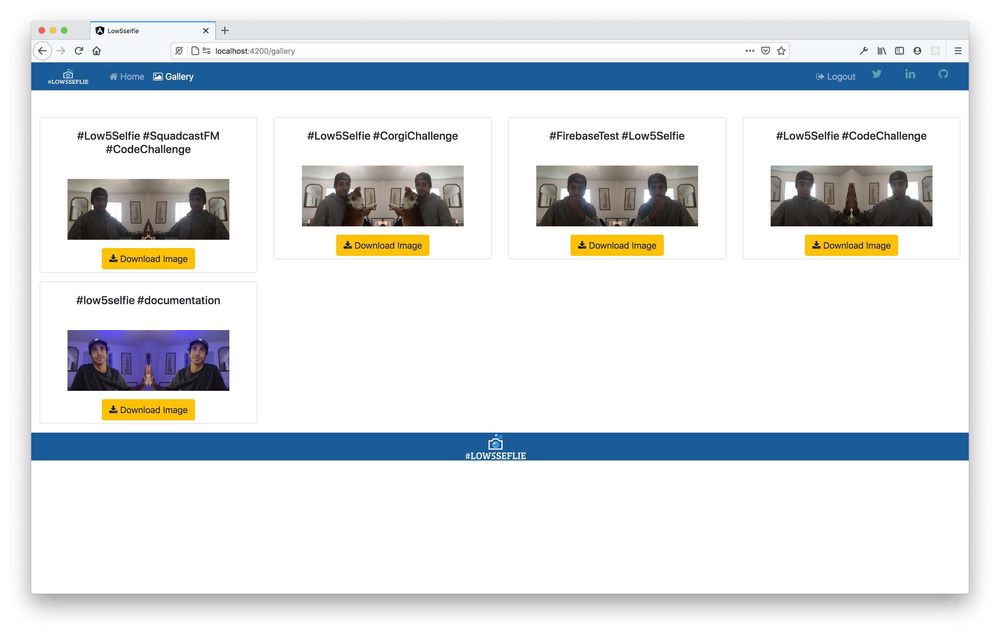 Low5selfie
localhost:4200/gallery
#LOW5SEFLIE
Home
Gallery
Logout
#Low5Selfie #SquadcastFM
#CodeChallenge
Download Image
#Low5Selfie #CorgiChallenge
Download Image
#FirebaseTest #Low5Selfie
Download Image
#Low5Selfie #CodeChallenge
Download Image
#low5selfie #documentation
Download Image
#LOW5SEFLIE